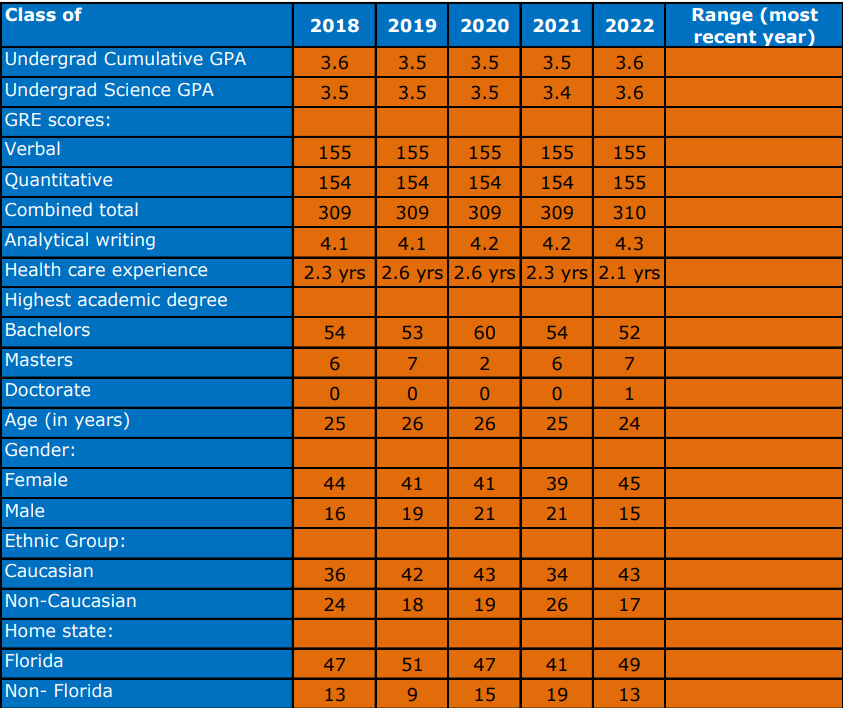 Class of 2018 2019 2020 2021 2022 Range (most
recent year)
Undergrad Cumulative GPA 3.6 3.5 3.5 3.5 3.6
Undergrad Science GPA 3.5 3.5 3.5 3.4 3.6
GRE scores:
Verbal 155 155 155 155 155
Quantitative 154 154 154 154 155
Combined total 309 309 309 309 310
Analytical writing 4.1 4.1 4.2 4.2 4.3
Health care experience 2.3 yrs 2.6 yrs 2.6 yrs 2.3 yrs 2.1 yrs
Highest academic degree
Bachelors 54 53 60 54 52
Masters 6 7 2 6 7
Doctorate 0 0 0 0 1
Age (in years) 25 26 26 25 24
Gender:
Female 44 41 41 39 45
Male 16 19 21 21 15
Ethnic Group:
Caucasian 36 42 43 34 43
Non-Caucasian 24 18 19 26 17
Home state:
Florida 47 51 47 41 49
Non- Florida 13 9 15 19 13